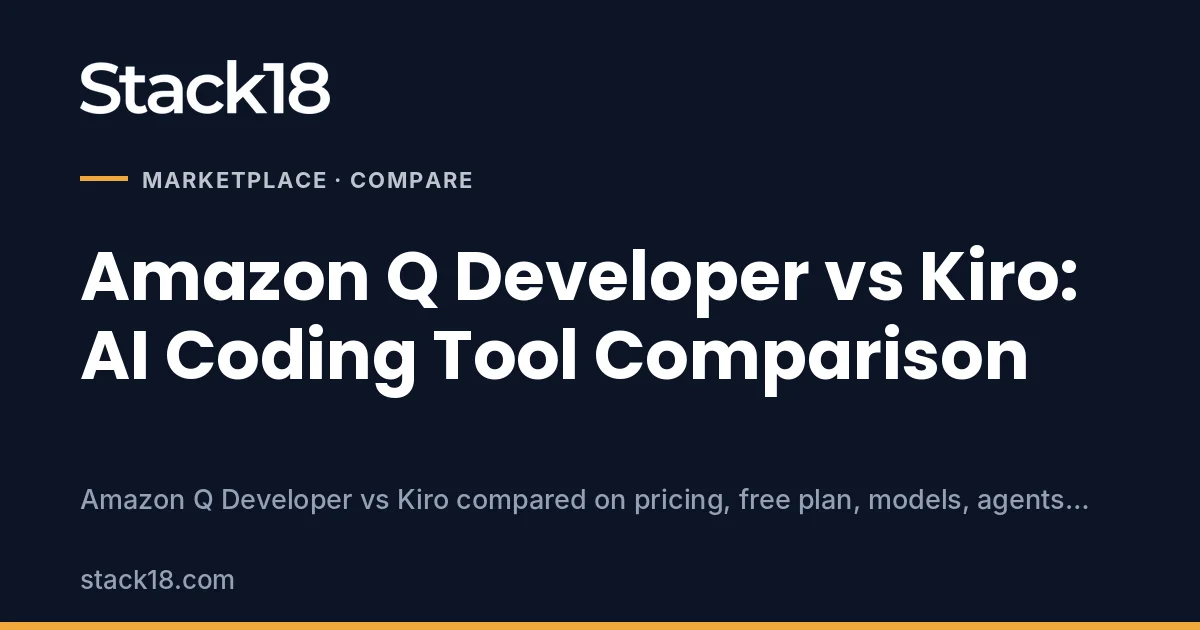 Stack18
MARKETPLACE · COMPARE
Amazon Q Developer vs Kiro:
AI Coding Tool Comparison
Amazon Q Developer vs Kiro compared on pricing, free plan, models, agents…
stack18.com